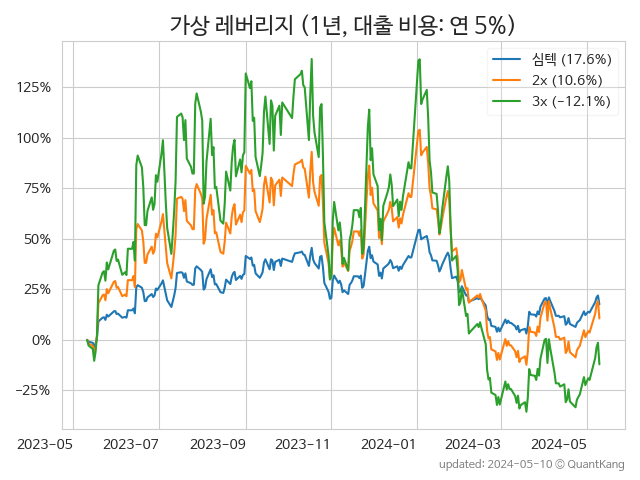 가상 레버리지 (1년, 대출 비용: 연 5%)
심텍 (17.6%)
2x (10.6%)
3x (−12.1%)
125%
100%
75%
50%
25%
0%
−25%
2023-05
2023-07
2023-09
2023-11
2024-01
2024-03
2024-05
updated: 2024-05-10 © QuantKang